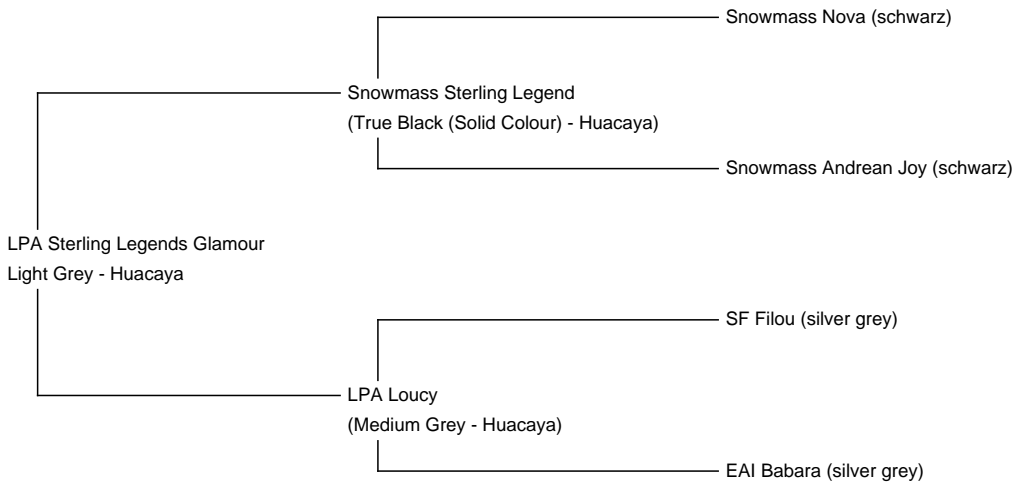 Snowmass Nova (schwarz)
Snowmass Sterling Legend
(True Black (Solid Colour) - Huacaya)
Snowmass Andrean Joy (schwarz)
LPA Sterling Legends Glamour
Light Grey - Huacaya
SF Filou (silver grey)
LPA Loucy
(Medium Grey - Huacaya)
EAI Babara (silver grey)